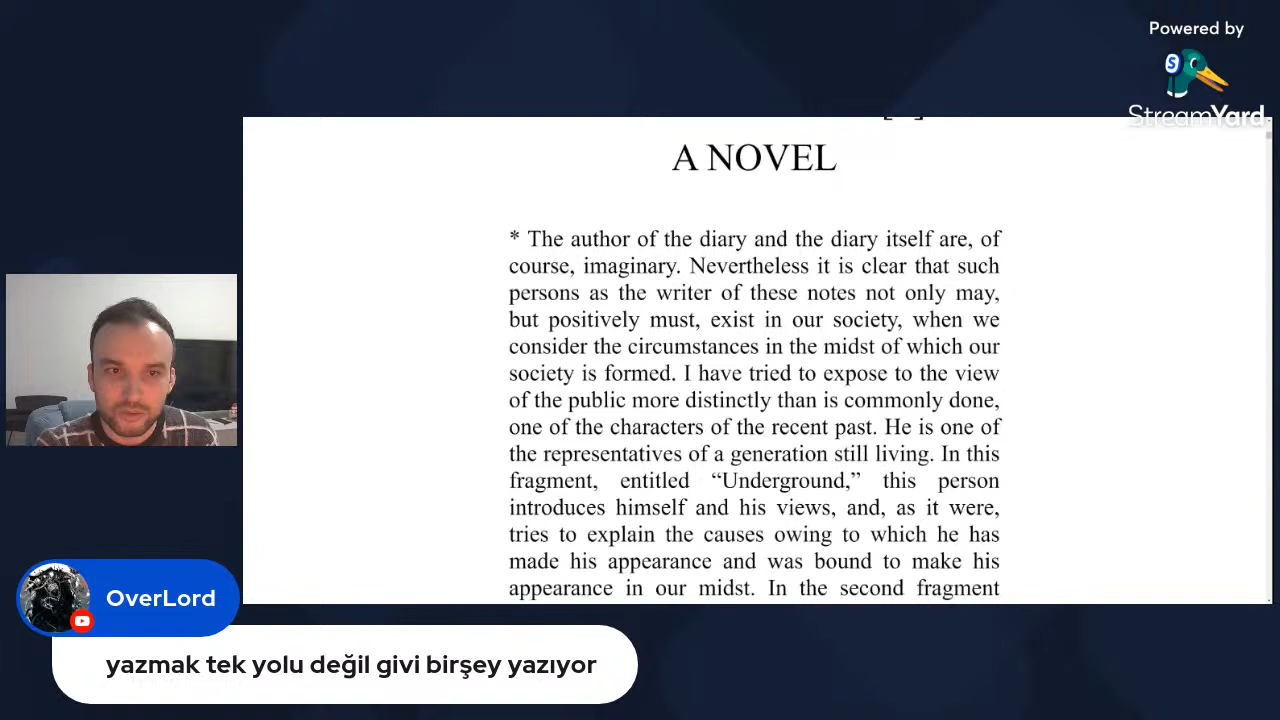 Powered by
S
StreamYard
A NOVEL
* The author of the diary and the diary itself are, of
course, imaginary. Nevertheless it is clear that such
persons as the writer of these notes not only may,
but positively must, exist in our society, when we
consider the circumstances in the midst of which our
society is formed. I have tried to expose to the view
of the public more distinctly than is commonly done,
one of the characters of the recent past. He is one of
the representatives of a generation still living. In this
fragment, entitled “Underground,” this person
introduces himself and his views, and, as it were,
tries to explain the causes owing to which he has
made his appearance and was bound to make his
appearance in our midst. In the second fragment
OverLord
yazmak tek yolu değil givi birşey yazıyor